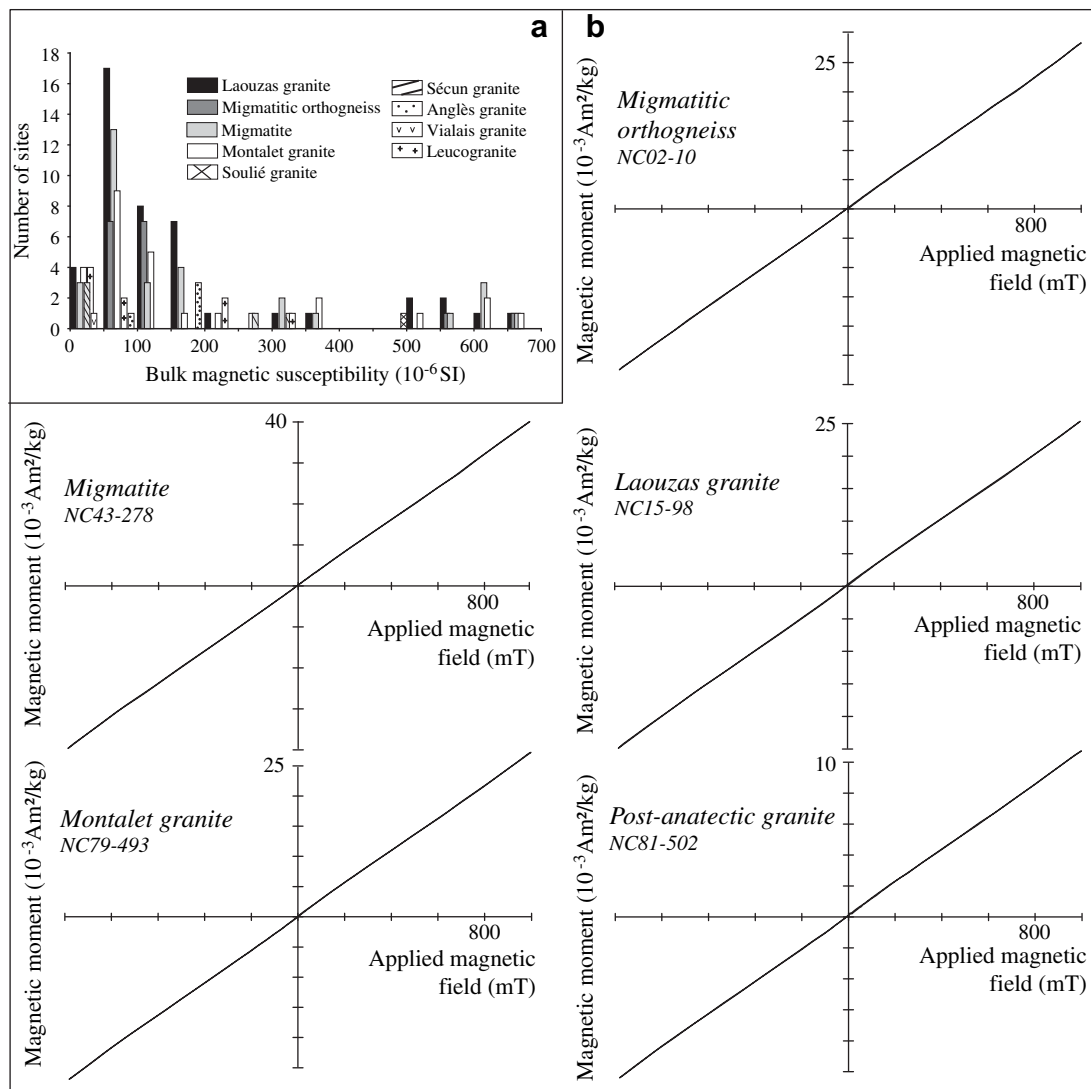 a
18
16
14
12
10
8
6
4
2
0
Number of sites
Laouzas granite
Migmatitic orthogneiss
Migmatite
Montalet granite
Soulié granite
Sécun granite
Anglès granite
Vialais granite
Leucogranite
0 100 200 300 400 500 600 700
Bulk magnetic susceptibility (10-6SI)
b
25
Migmatitic
orthogneiss
NC02-10
Magnetic moment (10-3Am²/kg)
800
Applied magnetic
field (mT)
40
Migmatite
NC43-278
Magnetic moment (10-3Am²/kg)
800
Applied magnetic
field (mT)
25
Laouzas granite
NC15-98
Magnetic moment (10-3Am²/kg)
800
Applied magnetic
field (mT)
25
Montalet granite
NC79-493
Magnetic moment (10-3Am²/kg)
800
Applied magnetic
field (mT)
10
Post-anatectic granite
NC81-502
Magnetic moment (10-3Am²/kg)
800
Applied magnetic
field (mT)